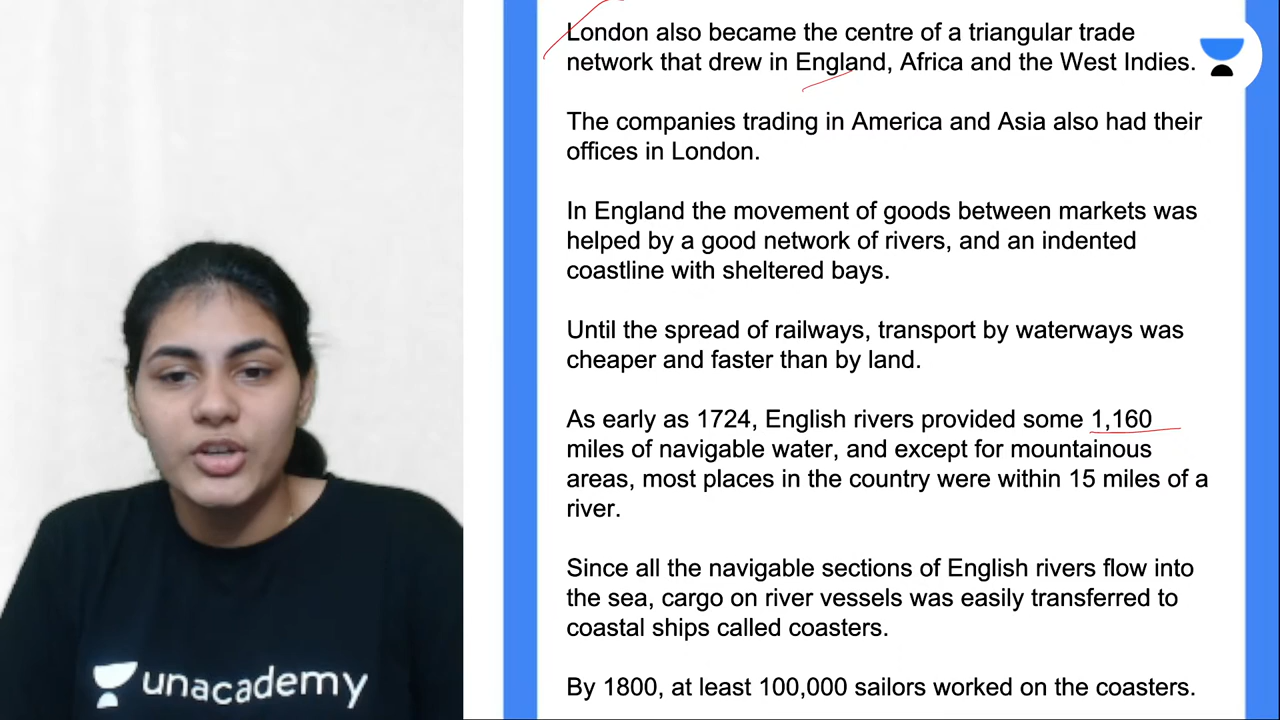 London also became the centre of a triangular trade
network that drew in England, Africa and the West Indies.
The companies trading in America and Asia also had their
offices in London.
In England the movement of goods between markets was
helped by a good network of rivers, and an indented
coastline with sheltered bays.
Until the spread of railways, transport by waterways was
cheaper and faster than by land.
As early as 1724, English rivers provided some 1,160
miles of navigable water, and except for mountainous
areas, most places in the country were within 15 miles of a
river.
Since all the navigable sections of English rivers flow into
the sea, cargo on river vessels was easily transferred to
coastal ships called coasters.
By 1800, at least 100,000 sailors worked on the coasters.
unacademy